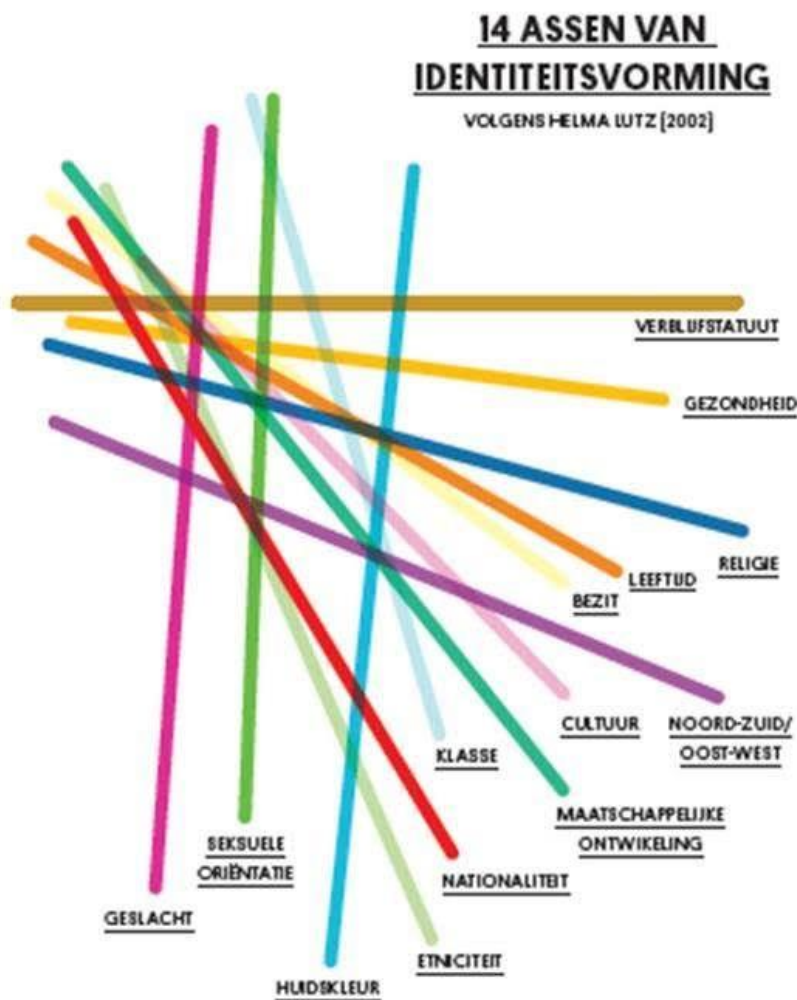 14 ASSEN VAN
IDENTITEITSVORMING
VOLGENS HELMA LUTZ [2002]
VERBLIJFSTATUUT
GEZONDHEID
RELIGIE
LEEFTIJD
BEZIT
NOORD-ZUID/
OOST-WEST
CULTUUR
KLASSE
MAATSCHAPPELIJKE
ONTWIKELING
SEKSUELE
ORIËNTATIE
NATIONALITEIT
GESLACHT
ETNICITEIT
HUIDSKLEUR